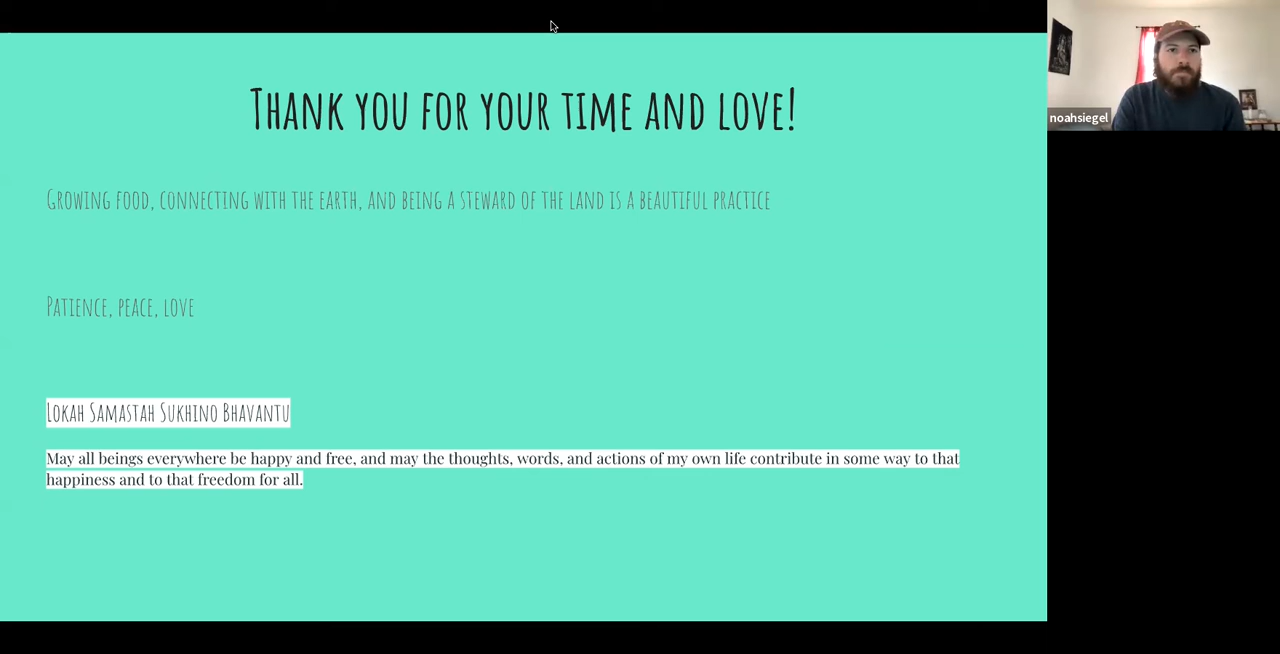 Thank you for your time and love!
noahsiegel
Growing food, connecting with the earth, and being a steward of the land is a beautiful practice
Patience, peace, love
Lokah Samastah Sukhino Bhavantu
May all beings everywhere be happy and free, and may the thoughts, words, and actions of my own life contribute in some way to that
happiness and to that freedom for all.